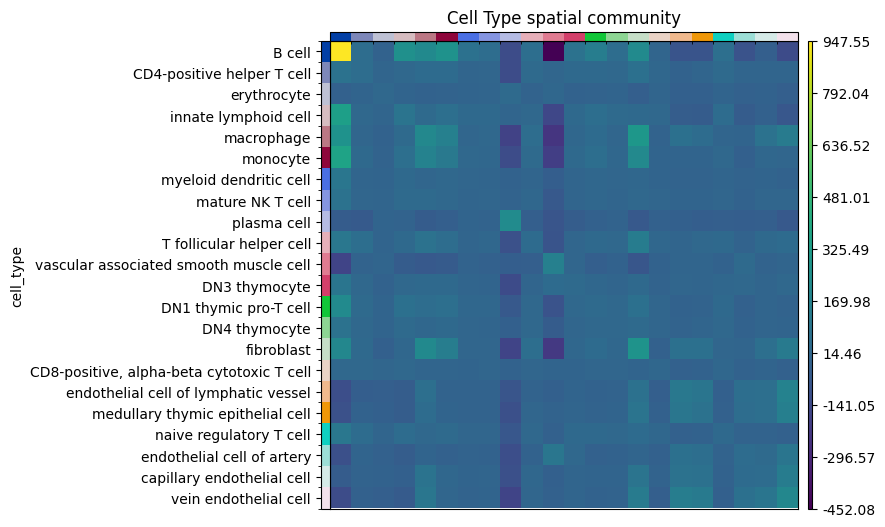 Cell Type spatial community
cell_type
B cell
CD4-positive helper T cell
erythrocyte
innate lymphoid cell
macrophage
monocyte
myeloid dendritic cell
mature NK T cell
plasma cell
T follicular helper cell
vascular associated smooth muscle cell
DN3 thymocyte
DN1 thymic pro-T cell
DN4 thymocyte
fibroblast
CD8-positive, alpha-beta cytotoxic T cell
endothelial cell of lymphatic vessel
medullary thymic epithelial cell
naive regulatory T cell
endothelial cell of artery
capillary endothelial cell
vein endothelial cell
947.55
792.04
636.52
481.01
325.49
169.98
14.46
-141.05
-296.57
-452.08